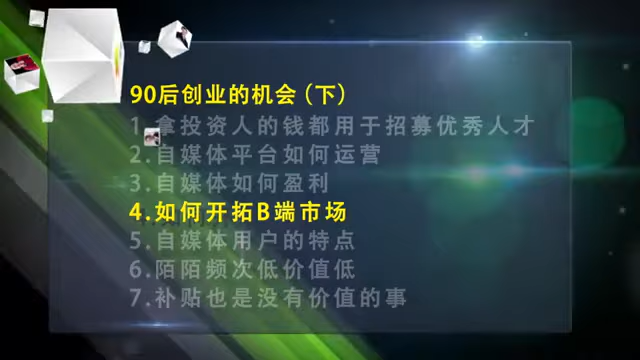 90后创业的机会(下)
1.拿投资人的钱都用于招募优秀人才
2.自媒体平台如何运营
3.自媒体如何盈利
4.如何开拓B端市场
5.自媒体用户的特点
6.陌陌频次低价值低
7.补贴也是没有价值的事